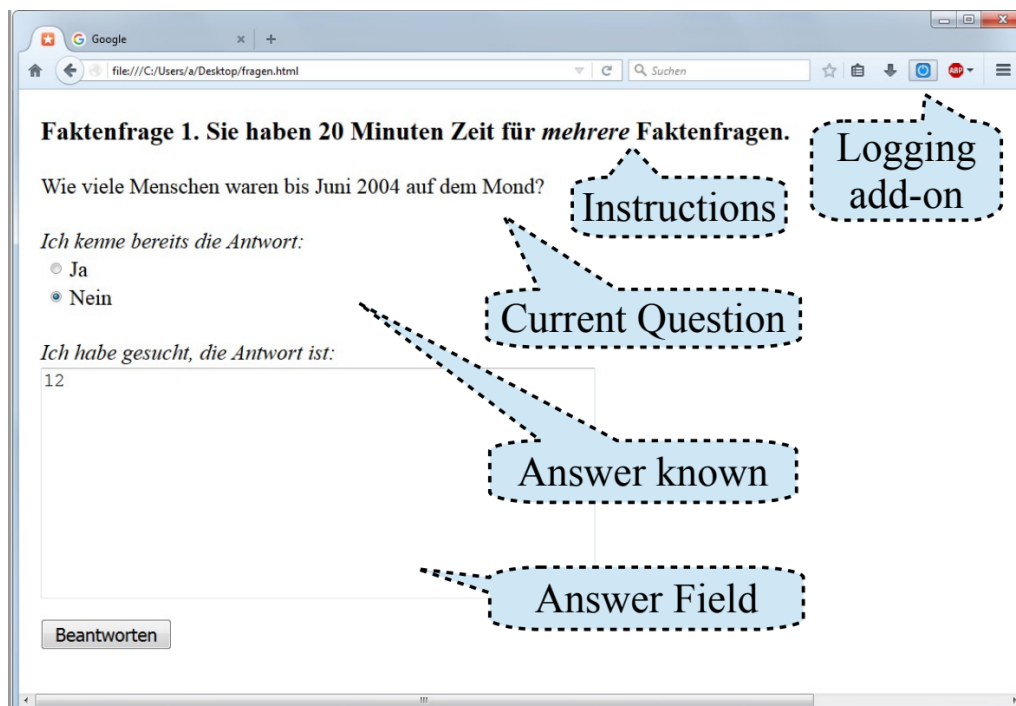 Google
file:///C:/Users/a/Desktop/fragen.html
Suchen
ABP
Faktenfrage 1. Sie haben 20 Minuten Zeit für mehrere Faktenfragen.
Logging
add-on
Wie viele Menschen waren bis Juni 2004 auf dem Mond?
Instructions
Ich kenne bereits die Antwort:
Ja
Nein
Current Question
Ich habe gesucht, die Antwort ist:
12
Answer known
Answer Field
Beantworten